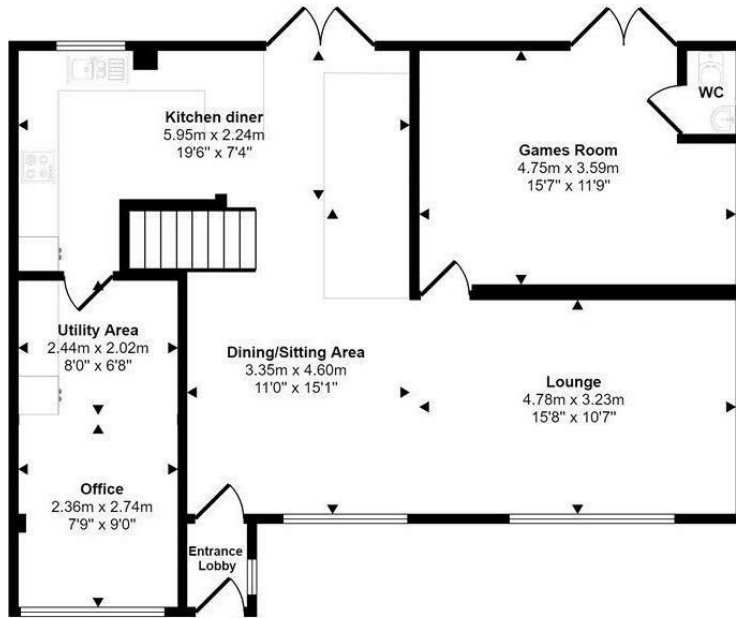 Kitchen diner
5.95m x 2.24m
19'6" x 7'4"
WC
Games Room
4.75m x 3.59m
15'7" x 11'9"
Utility Area
2.44m x 2.02m
8'0" x 6'8"
Dining/Sitting Area
3.35m x 4.60m
11'0" x 15'1"
Lounge
4.78m x 3.23m
15'8" x 10'7"
Office
2.36m x 2.74m
7'9" x 9'0"
Entrance
Lobby